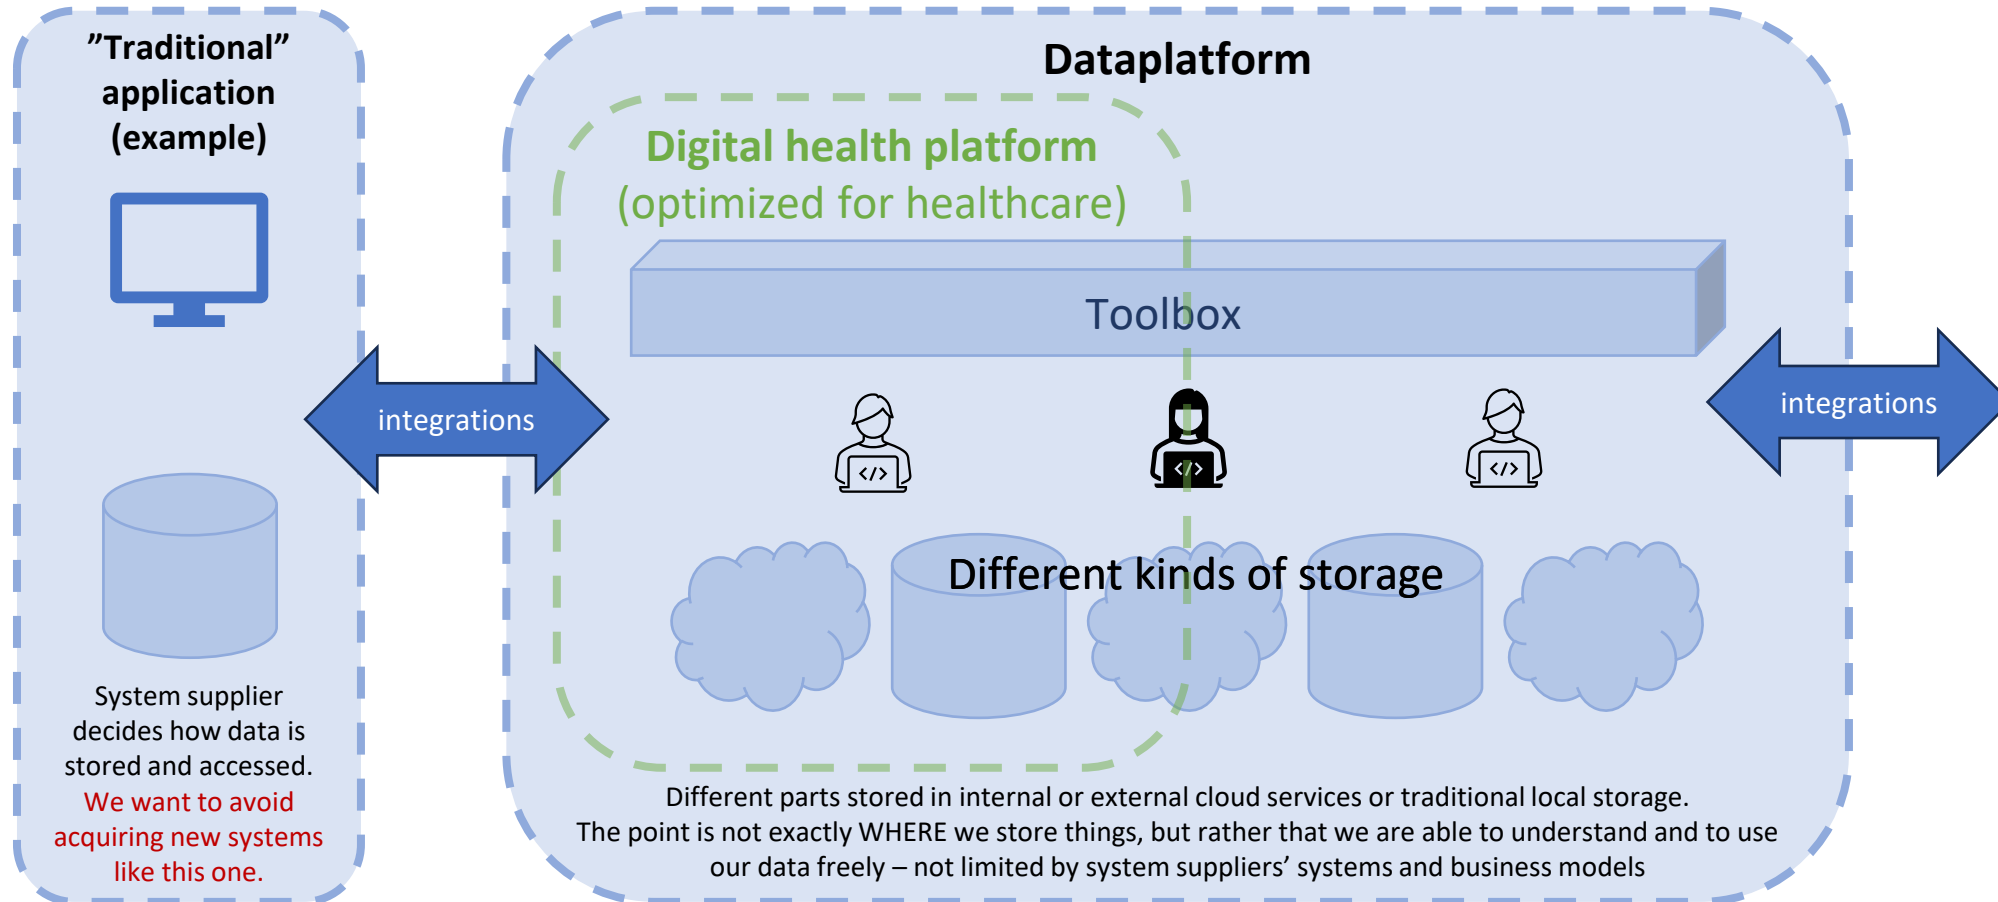 ”Traditional”
application
(example)
System supplier
decides how data is
stored and accessed.
We want to avoid
acquiring new systems
like this one.
integrations
Dataplatform
Digital health platform
(optimized for healthcare)
Toolbox
</>
</>
</>
Different kinds of storage
Different parts stored in internal or external cloud services or traditional local storage.
The point is not exactly WHERE we store things, but rather that we are able to understand and to use
our data freely – not limited by system suppliers’ systems and business models
integrations